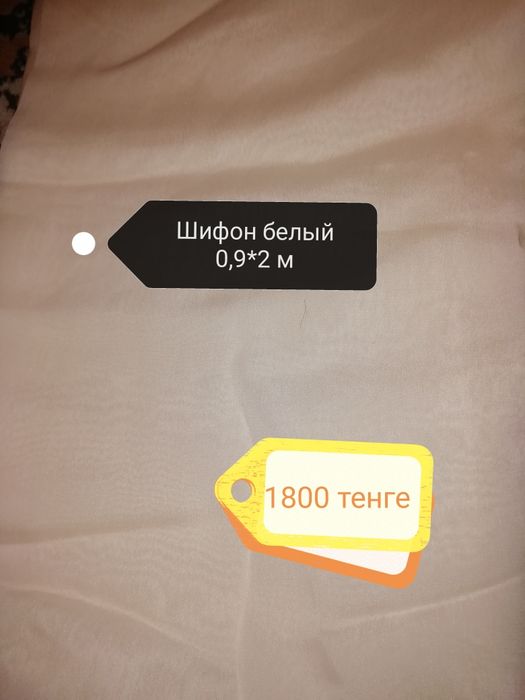 Шифон белый
0,9*2 м
1800 тенге